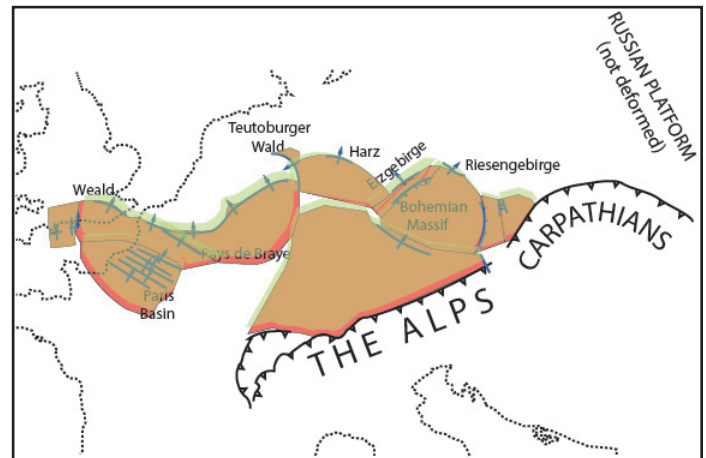 RUSSIAN PLATFORM
(not deformed)
Teutoburger
Wald
Harz
Erzgebirge
Riesengebirge
Weald
Bohemian
Massif
CARPATHIANS
Pays de Braye
Paris
Basin
THE ALPS